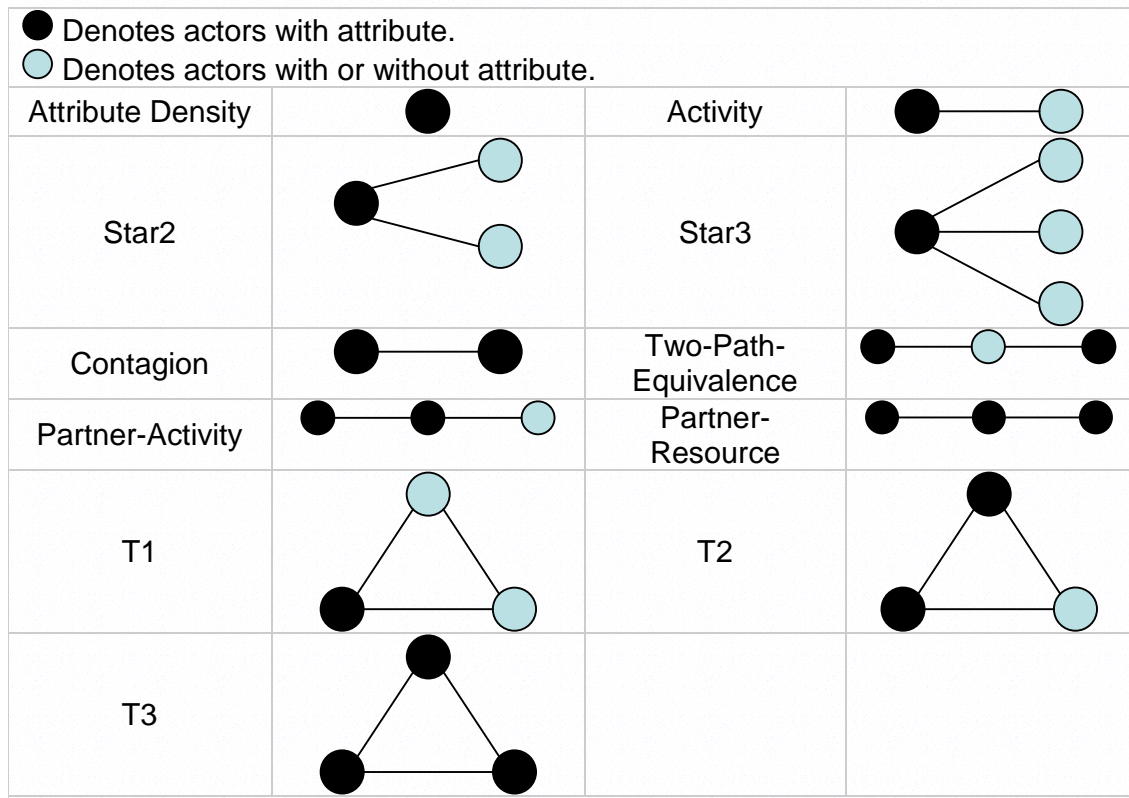 Denotes actors with attribute.
Denotes actors with or without attribute.
Attribute Density
Activity
Star2
Star3
Contagion
Two-Path-
Equivalence
Partner-Activity
Partner-
Resource
T1
T2
T3